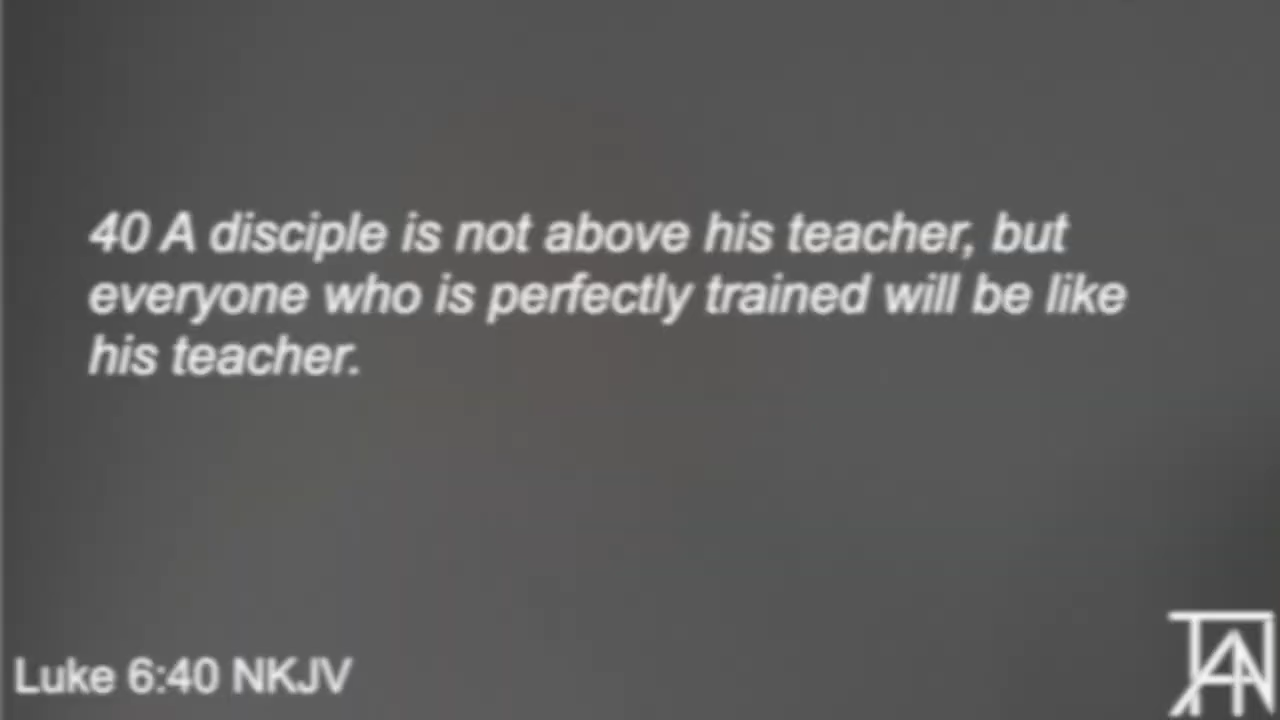 40 A disciple is not above his teacher, but
everyone who is perfectly trained will be like
his teacher.
Luke 6:40 NKJV
TAN